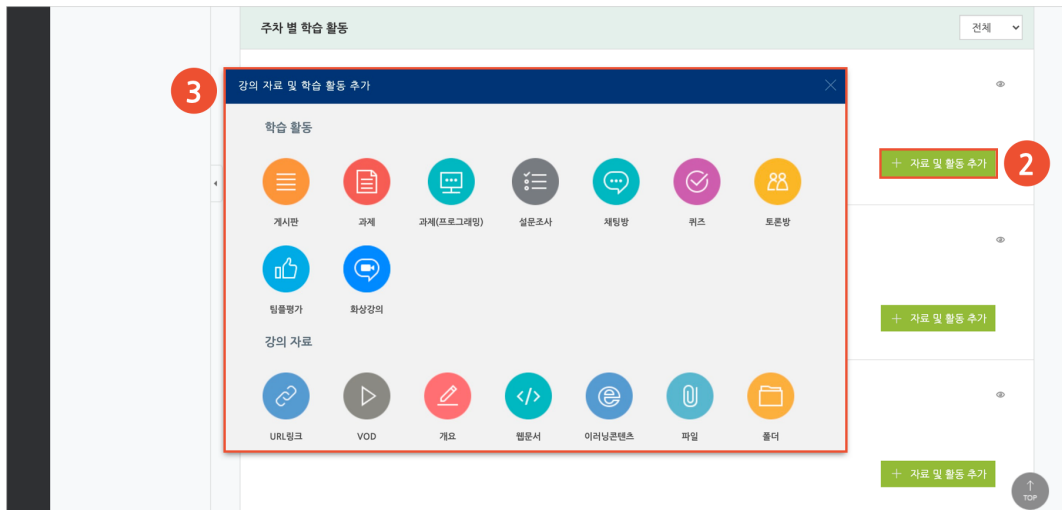 주차 별 학습 활동
전체
3
강의 자료 및 학습 활동 추가
학습 활동
+ 자료 및 활동 추가
2
게시판 과제 과제(프로그래밍) 설문조사 채팅방 퀴즈 토론방
팀플평가 화상강의
+ 자료 및 활동 추가
강의 자료
URL링크 VOD 개요 웹문서 이러닝콘텐츠 파일 폴더
+ 자료 및 활동 추가
TOP